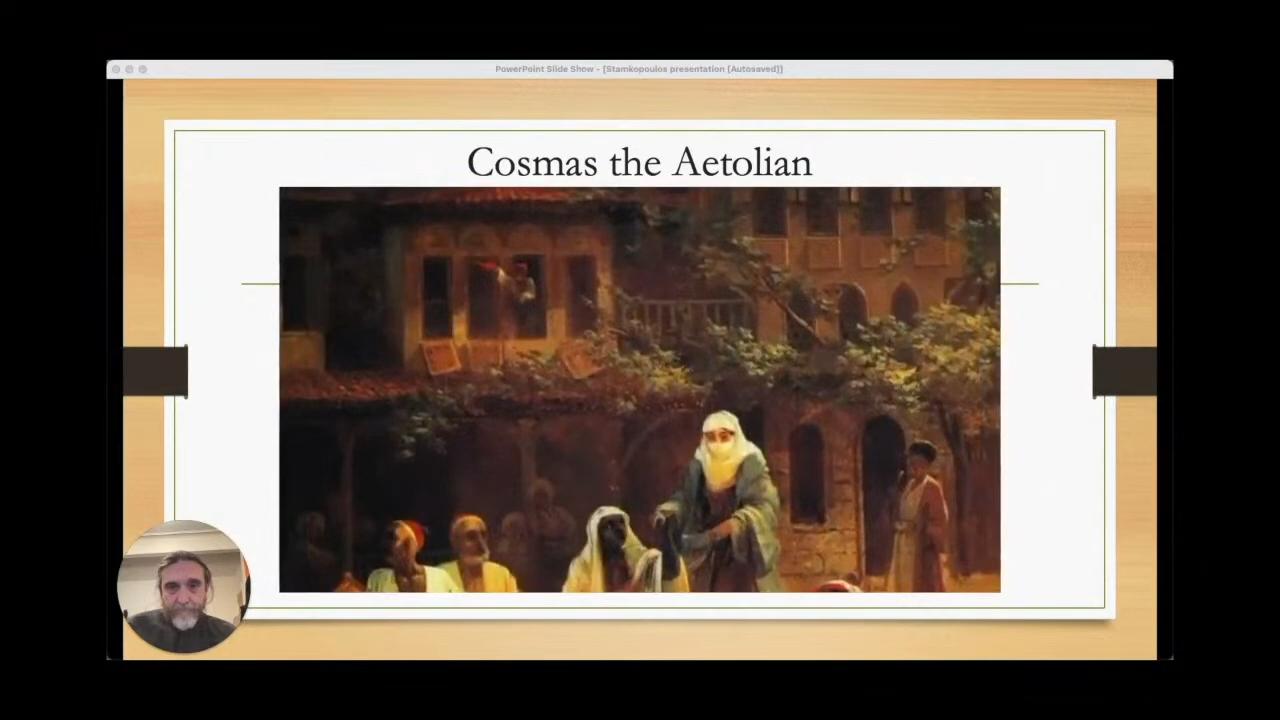 PowerPoint Slide Show - [Stamkopoulos presentation [Autosaved]]
Cosmas the Aetolian